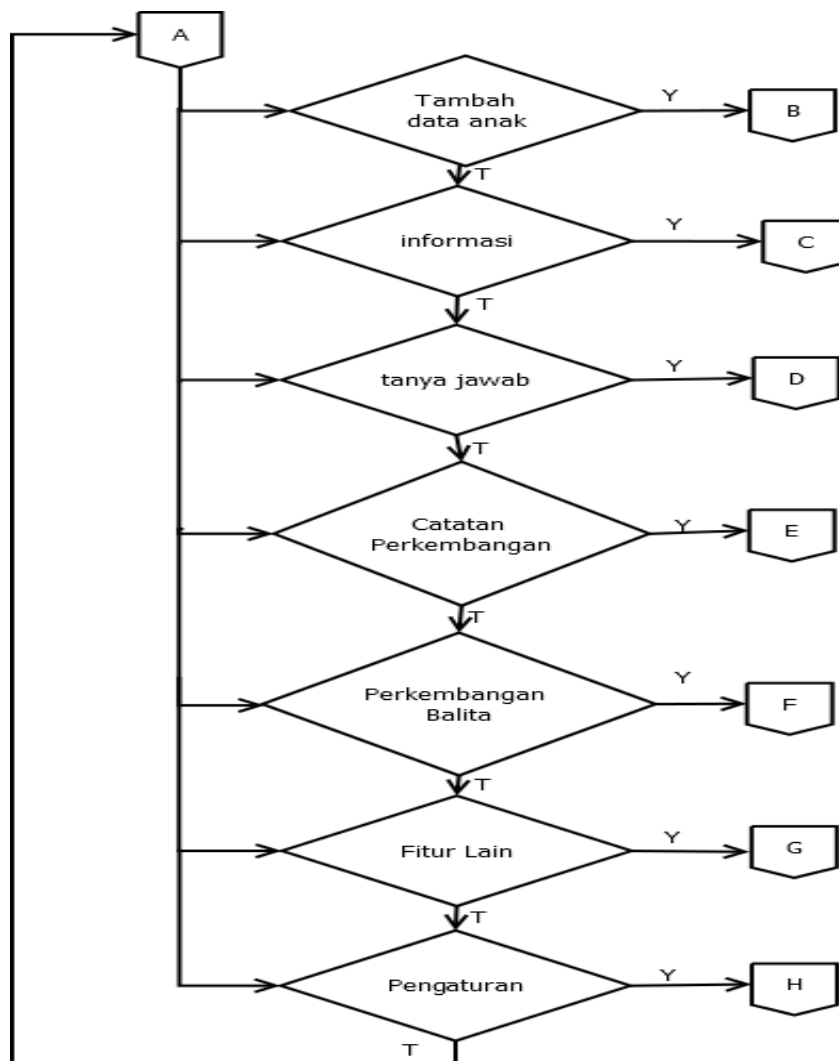 A
Tambah
data anak
Y
B
T
informasi
Y
C
T
tanya jawab
Y
D
T
Catatan
Perkembangan
Y
E
T
Perkembangan
Balita
Y
F
T
Fitur Lain
Y
G
T
Pengaturan
Y
H
T